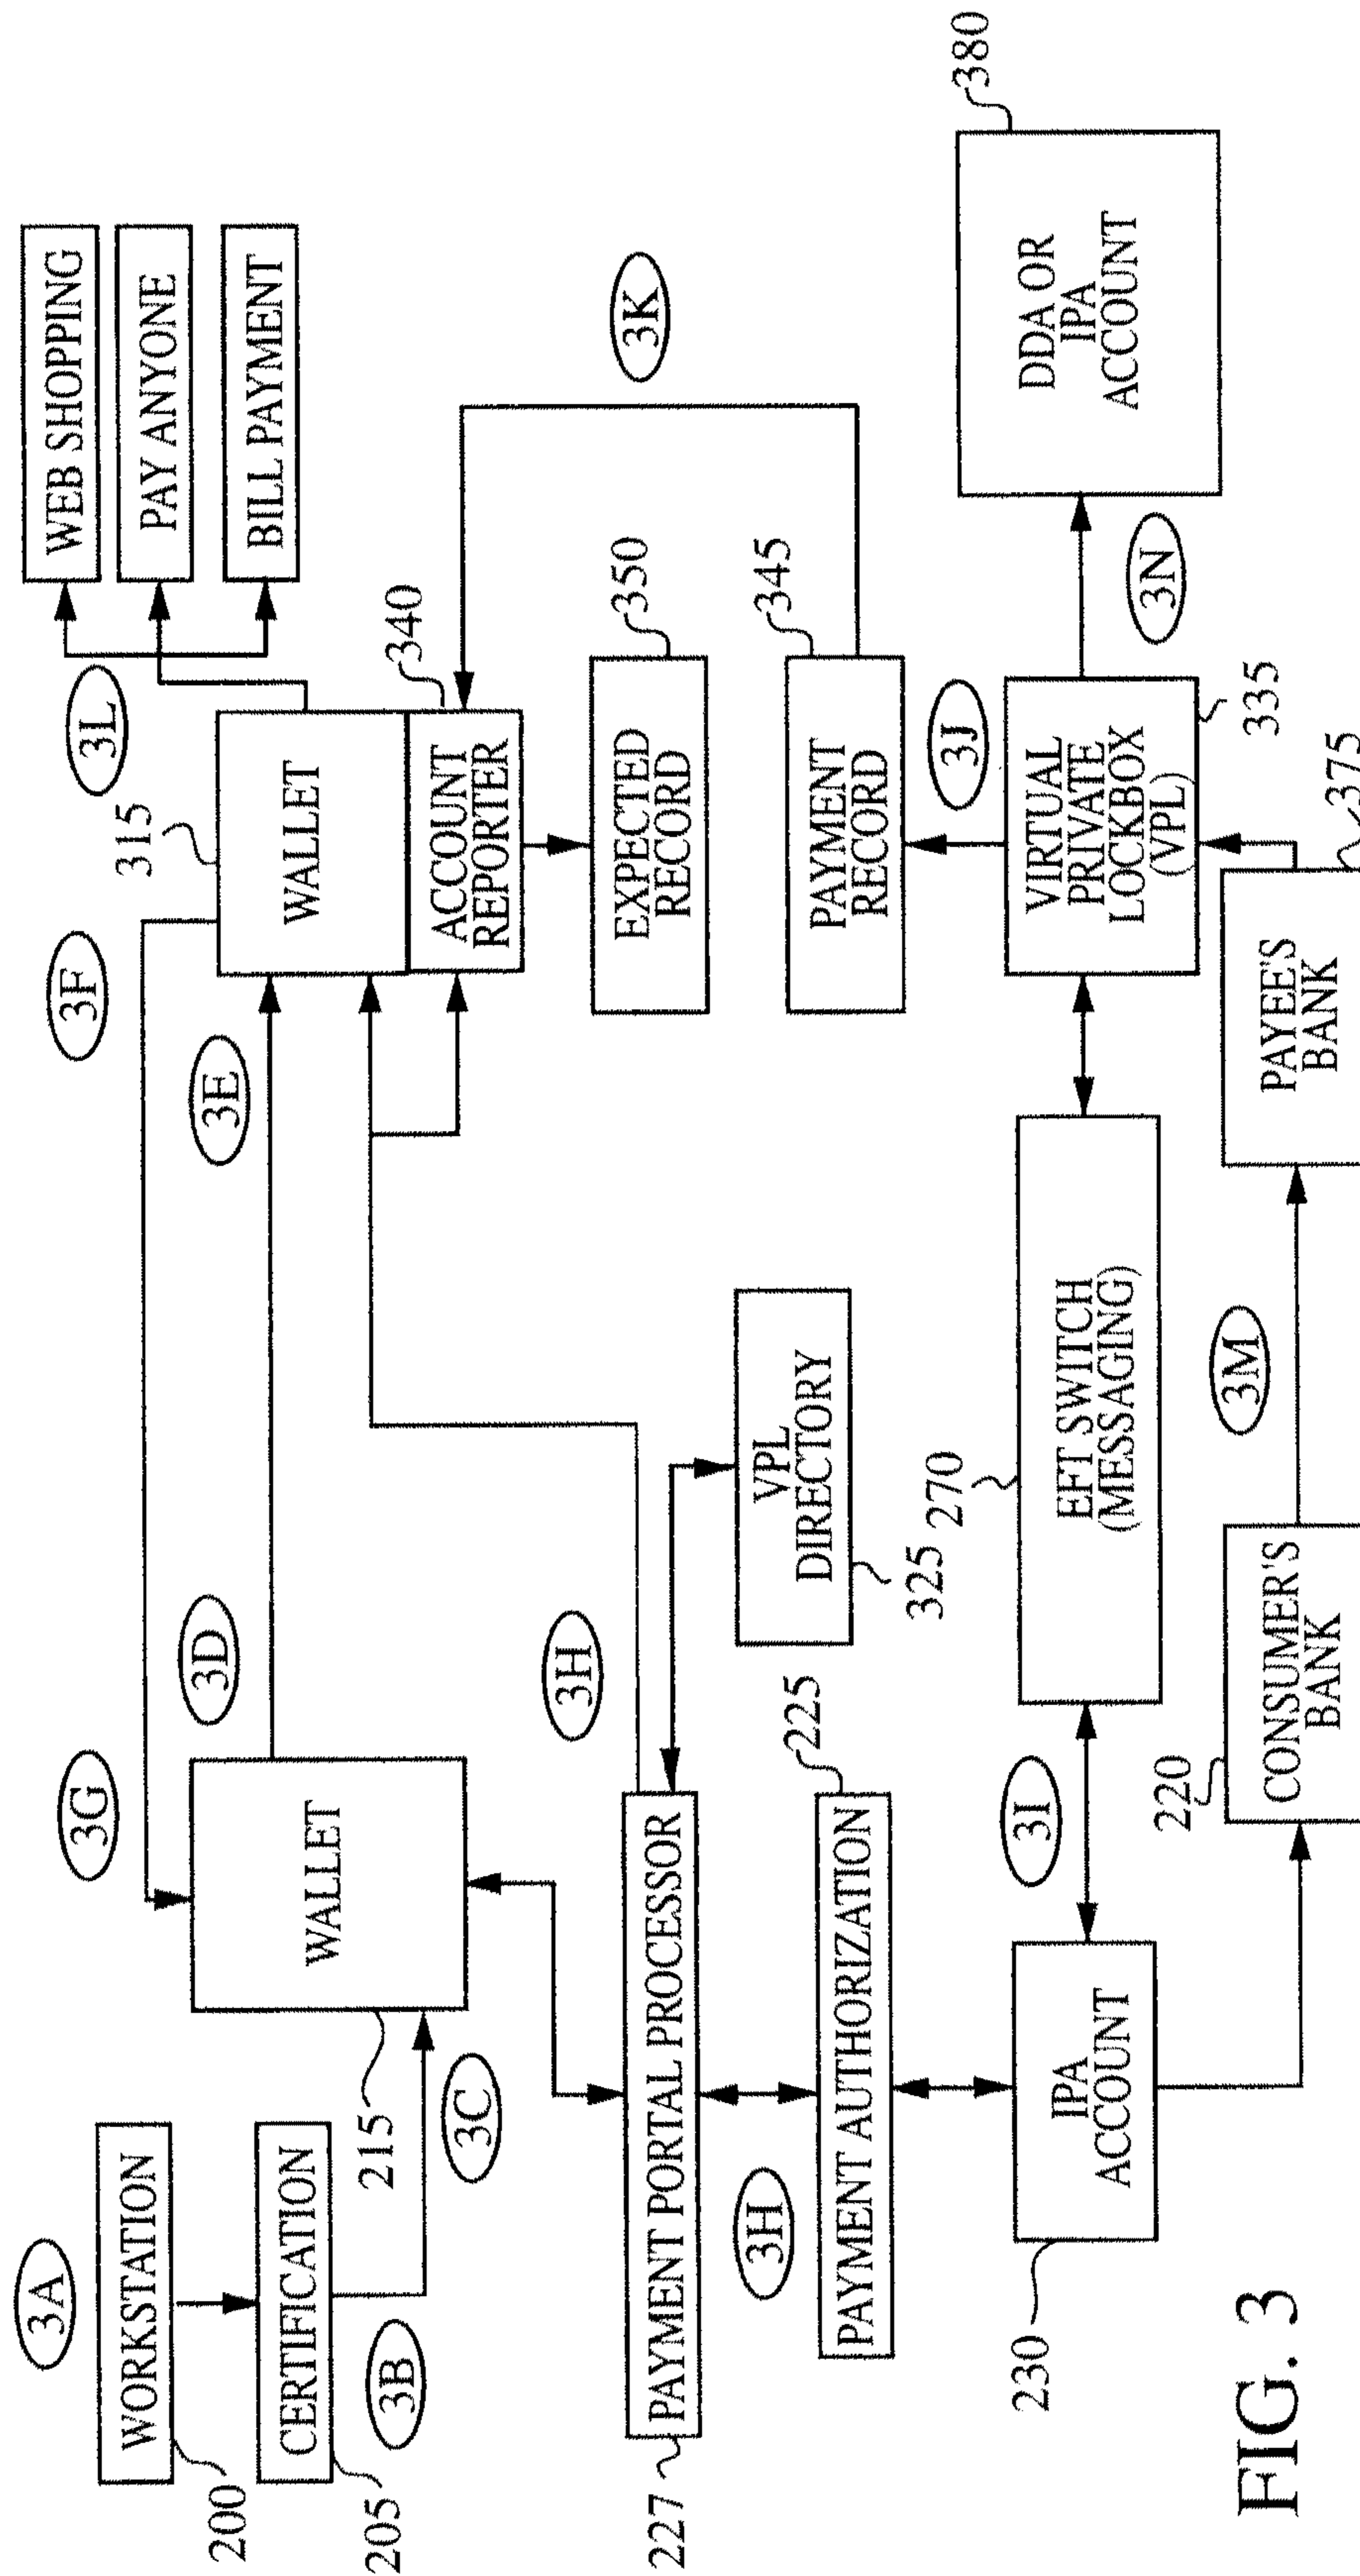 3A
WORKSTATION
200
CERTIFICATION
205
3B
3C
3G
WALLET
215
3D
3E
3F
WALLET
315
ACCOUNT
REPORTER
340
3L
WEB SHOPPING
PAY ANYONE
BILL PAYMENT
EXPECTED
RECORD
350
3K
PAYMENT PORTAL PROCESSOR
227
3H
VPL
DIRECTORY
325
3H
PAYMENT AUTHORIZATION
225
PAYMENT
RECORD
345
3J
IPA
ACCOUNT
230
3I
EFT SWITCH
(MESSAGING)
270
VIRTUAL
PRIVATE
LOCKBOX
(VPL)
335
3N
DDA OR
IPA
ACCOUNT
380
CONSUMER'S
BANK
220
3M
PAYEE'S
BANK
375
FIG. 3